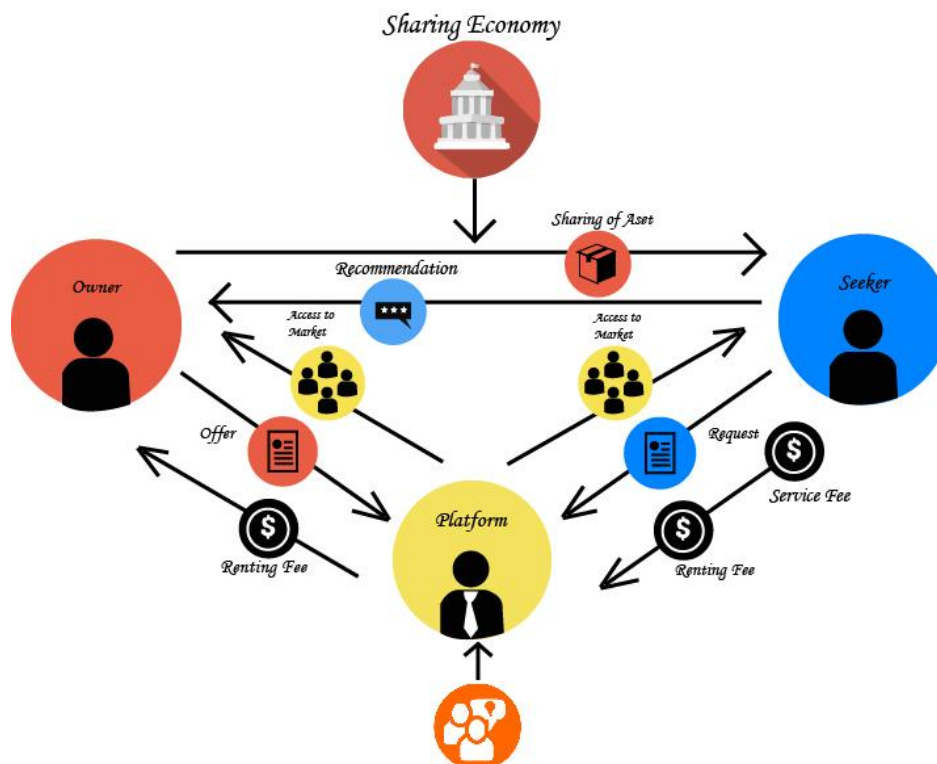 Sharing Economy
Sharing of Aset
Recommendation
Owner
Seeker
Access to
Market
Access to
Market
Offer
Request
Platform
Service Fee
Renting Fee
Renting Fee